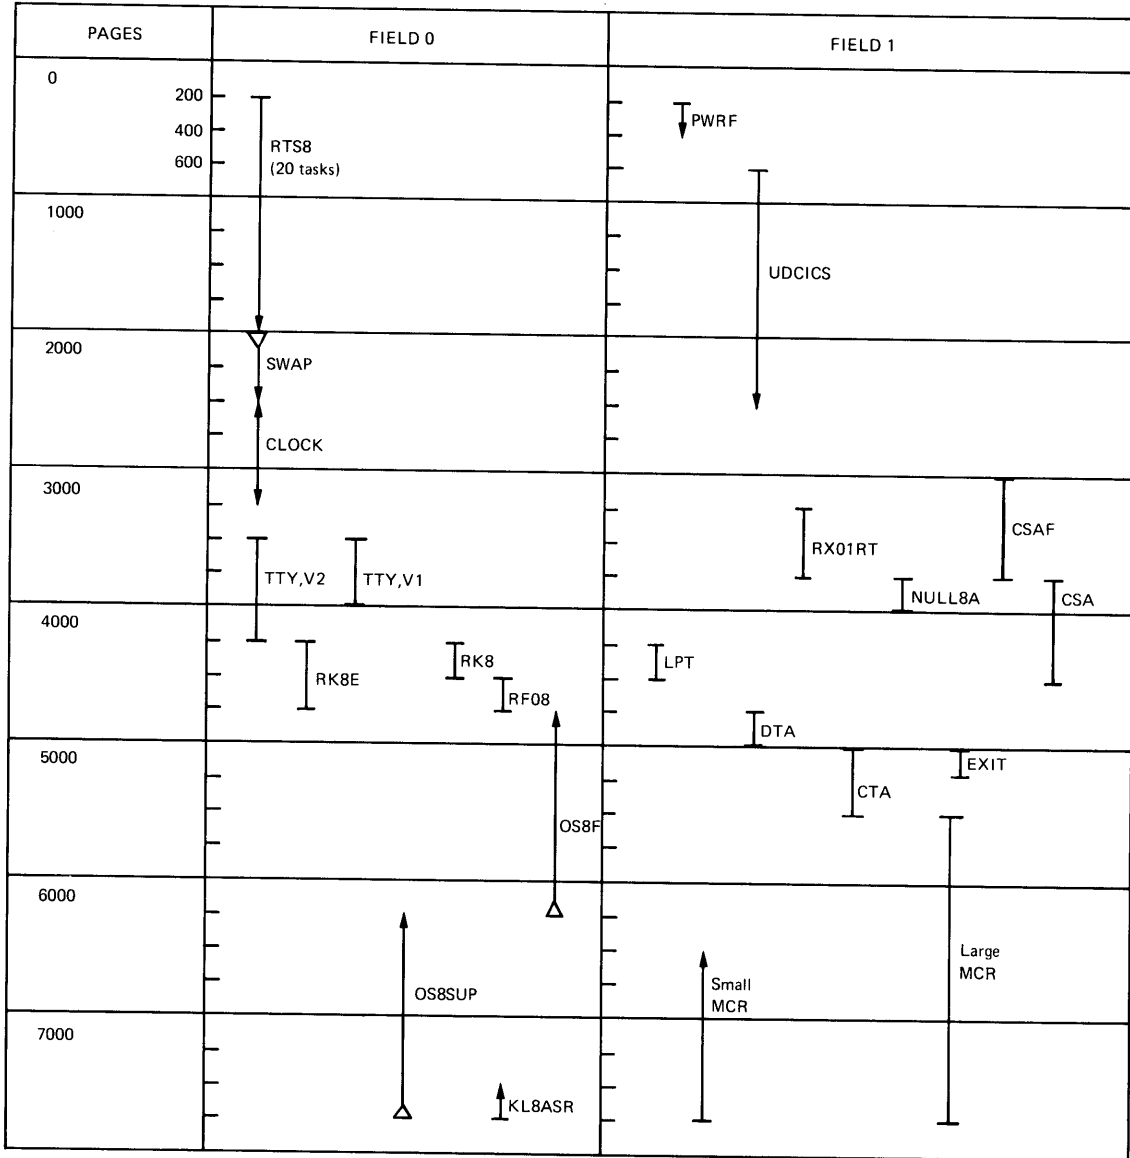 PAGES
FIELD 0
FIELD 1
0
200
400
600
RTS8
(20 tasks)
PWRF
1000
UDCICS
2000
SWAP
CLOCK
3000
CSAF
RX01RT
TTY,V2
TTY,V1
NULL8A
CSA
4000
RK8E
RK8
RF08
LPT
DTA
5000
EXIT
CTA
OS8F
6000
Large
MCR
OS8SUP
Small
MCR
7000
KL8ASR